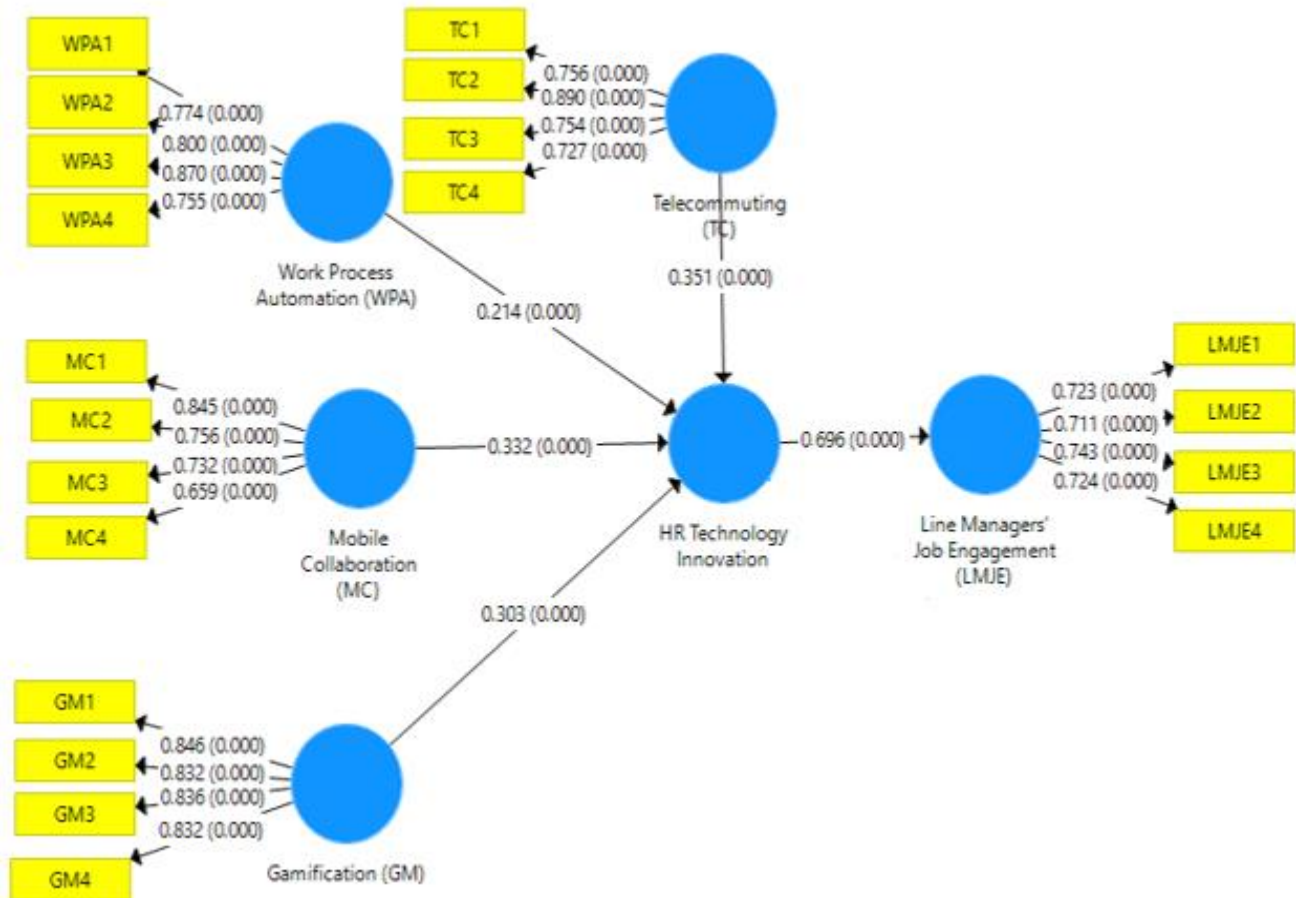 WPA1
WPA2
WPA3
WPA4
0.774 (0.000)
0.800 (0.000)
0.870 (0.000)
0.755 (0.000)
Work Process
Automation (WPA)
TC1
TC2
TC3
TC4
0.756 (0.000)
0.890 (0.000)
0.754 (0.000)
0.727 (0.000)
Telecommuting
(TC)
0.351 (0.000)
0.214 (0.000)
MC1
MC2
MC3
MC4
0.845 (0.000)
0.756 (0.000)
0.732 (0.000)
0.659 (0.000)
Mobile
Collaboration
(MC)
0.332 (0.000)
HR Technology
Innovation
0.696 (0.000)
Line Managers'
Job Engagement
(LMJE)
0.723 (0.000)
0.711 (0.000)
0.743 (0.000)
0.724 (0.000)
LMJE1
LMJE2
LMJE3
LMJE4
0.303 (0.000)
GM1
GM2
GM3
GM4
0.846 (0.000)
0.832 (0.000)
0.836 (0.000)
0.832 (0.000)
Gamification (GM)